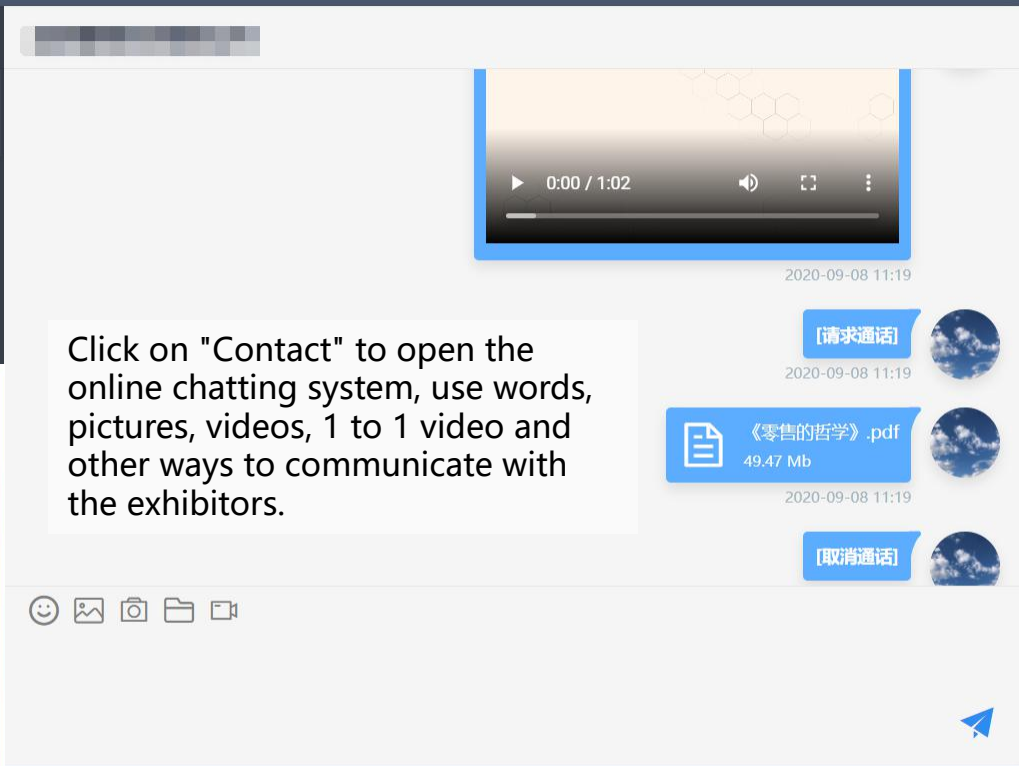 0:00 / 1:02
2020-09-08 11:19
[请求通话]
2020-09-08 11:19
Click on "Contact" to open the
online chatting system, use words,
pictures, videos, 1 to 1 video and
other ways to communicate with
the exhibitors.
《零售的哲学》.pdf
49.47 Mb
2020-09-08 11:19
[取消通话]